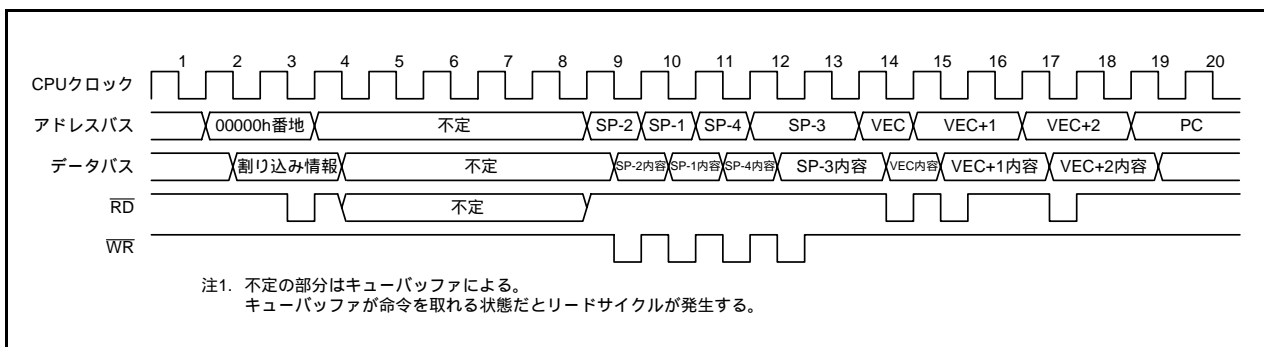 1 2 3 4 5 6 7 8 9 10 11 12 13 14 15 16 17 18 19 20
CPUクロック
アドレスバス 00000h番地 不定 SP-2 SP-1 SP-4 SP-3 VEC VEC+1 VEC+2 PC
データバス 割り込み情報 不定 SP-2内容 SP-1内容 SP-4内容 SP-3内容 VEC内容 VEC+1内容 VEC+2内容
RD 不定
WR
注1. 不定の部分はキューバッファによる。
キューバッファが命令を取れる状態だとリードサイクルが発生する。